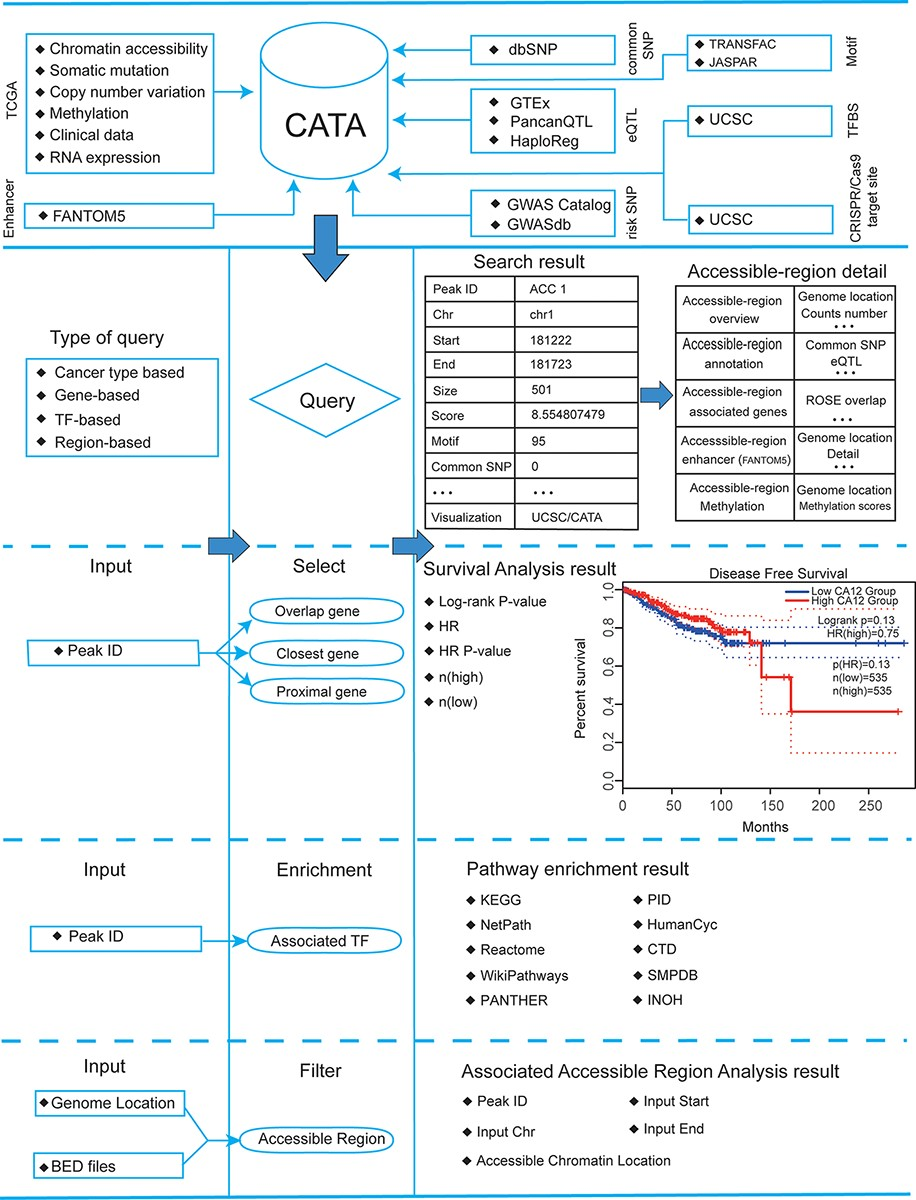 TCGA
◆ Chromatin accessibility
◆ Somatic mutation
◆ Copy number variation
◆ Methylation
◆ Clinical data
◆ RNA expression
Enhancer
◆ FANTOM5
CATA
◆ dbSNP
common SNP
◆ GTEx
◆ PancanQTL
◆ HaploReg
eQTL
◆ GWAS Catalog
◆ GWASdb
risk SNP
◆ TRANSFAC
◆ JASPAR
Motif
◆ UCSC
TFBS
◆ UCSC
CRISPR/Cas9
target site
Type of query
◆ Cancer type based
◆ Gene-based
◆ TF-based
◆ Region-based
Query
Search result
Peak ID ACC 1
Chr chr1
Start 181222
End 181723
Size 501
Score 8.554807479
Motif 95
Common SNP 0
••• •••
Visualization UCSC/CATA
Accessible-region detail
Accessible-region overview
Genome location
Counts number
•••
Accessible-region annotation
Common SNP
eQTL
•••
Accessible-region associated genes
ROSE overlap
•••
Accesssible-region enhancer (FANTOM5)
Genome location
Detail
•••
Accessible-region Methylation
Genome location
Methylation scores
Input
◆ Peak ID
Select
Overlap gene
Closest gene
Proximal gene
Survival Analysis result
◆ Log-rank P-value
◆ HR
◆ HR P-value
◆ n(high)
◆ n(low)
Disease Free Survival
Low CA12 Group
High CA12 Group
Logrank p=0.13
HR(high)=0.75
p(HR)=0.13
n(low)=535
n(high)=535
Percent survival
1.0
0.8
0.6
0.4
0.2
0.0
0 50 100 150 200 250
Months
Input
◆ Peak ID
Enrichment
Associated TF
Pathway enrichment result
◆ KEGG
◆ NetPath
◆ Reactome
◆ WikiPathways
◆ PANTHER
◆ PID
◆ HumanCyc
◆ CTD
◆ SMPDB
◆ INOH
Input
◆ Genome Location
◆ BED files
Filter
Accessible Region
Associated Accessible Region Analysis result
◆ Peak ID
◆ Input Start
◆ Input Chr
◆ Input End
◆ Accessible Chromatin Location